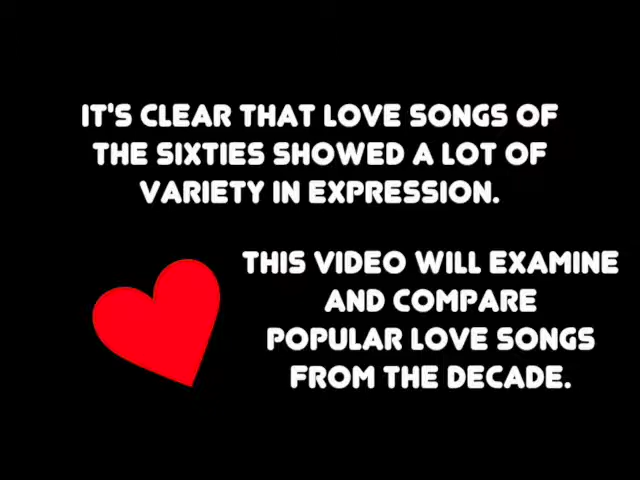 IT'S CLEAR THAT LOVE SONGS OF
THE SIXTIES SHOWED A LOT OF
VARIETY IN EXPRESSION.
THIS VIDEO WILL EXAMINE
AND COMPARE
POPULAR LOVE SONGS
FROM THE DECADE.